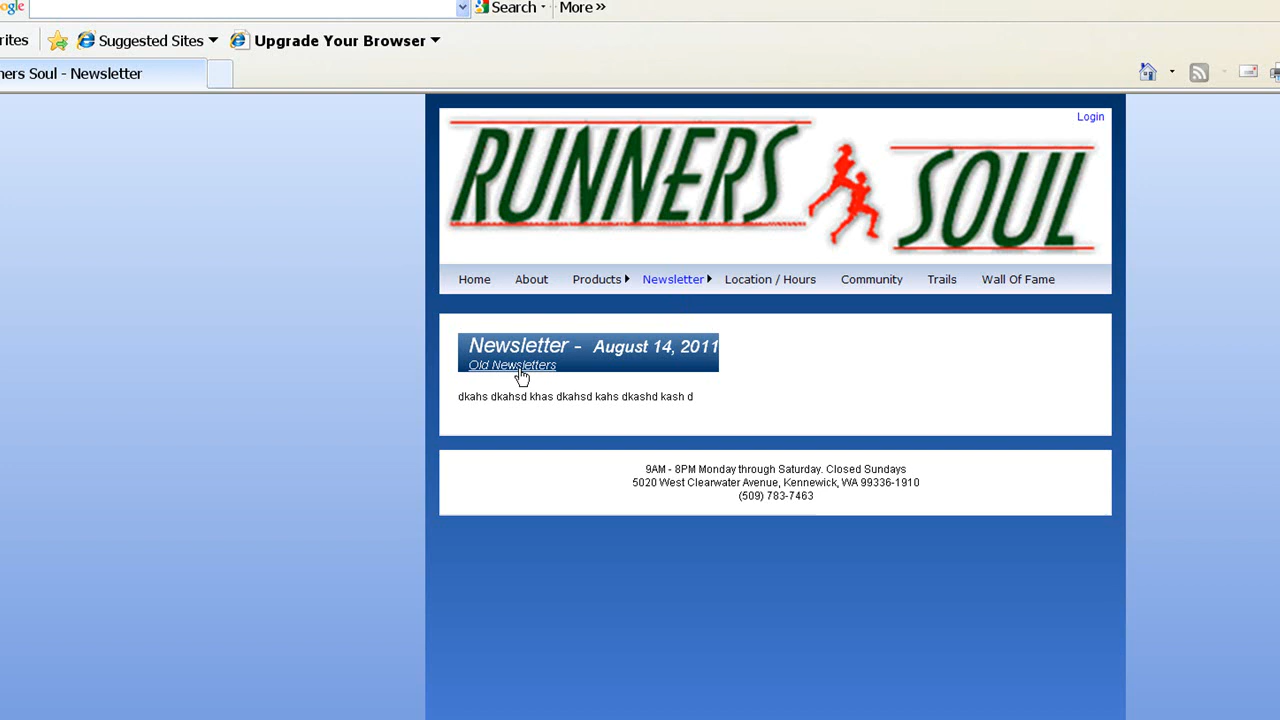 ogle Search More »
rites Suggested Sites Upgrade Your Browser
ners Soul - Newsletter
Login
RUNNERS SOUL
Home About Products Newsletter Location / Hours Community Trails Wall Of Fame
Newsletter - August 14, 2011
Old Newsletters
dkahs dkahsd khas dkahsd kahs dkashd kash d
9AM - 8PM Monday through Saturday. Closed Sundays
5020 West Clearwater Avenue, Kennewick, WA 99336-1910
(509) 783-7463